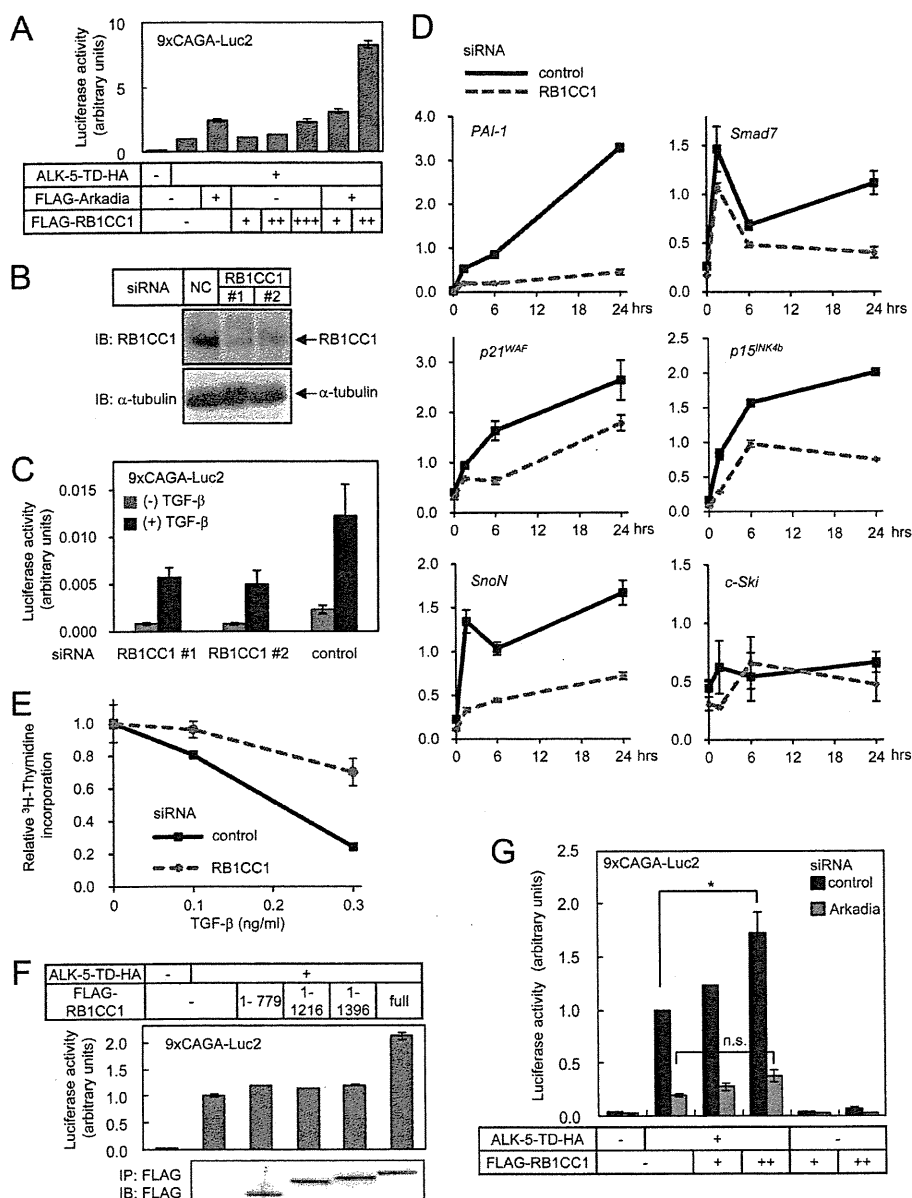 A
9xCAGA-Luc2
Luciferase activity
(arbitrary units)
10
5
0
ALK-5-TD-HA - +
FLAG-Arkadia - + - +
FLAG-RB1CC1 - + ++ +++ + ++
B
siRNA NC RB1CC1
#1 #2
IB: RB1CC1 ←RB1CC1
IB: α-tubulin ←α-tubulin
C
9xCAGA-Luc2
(-) TGF-β
(+) TGF-β
Luciferase activity
(arbitrary units)
0.015
0.010
0.005
0.000
siRNA RB1CC1 #1 RB1CC1 #2 control
D
siRNA
control
RB1CC1
PAI-1
4.0
3.0
2.0
1.0
0.0
0 6 12 18 24 hrs
Smad7
1.5
1.0
0.5
0.0
0 6 12 18 24 hrs
p21WAF
3.0
2.0
1.0
0.0
0 6 12 18 24 hrs
p15INK4b
2.5
2.0
1.5
1.0
0.5
0.0
0 6 12 18 24 hrs
SnoN
2.0
1.5
1.0
0.5
0.0
0 6 12 18 24 hrs
c-Ski
1.5
1.0
0.5
0.0
0 6 12 18 24 hrs
E
Relative ³H-Thymidine
incorporation
1.0
0.8
0.6
0.4
0.2
0.0
siRNA
control
RB1CC1
0 0.1 0.2 0.3
TGF-β (ng/ml)
F
ALK-5-TD-HA - +
FLAG-
RB1CC1 - 1-779 1-1216 1-1396 full
9xCAGA-Luc2
Luciferase activity
(arbitrary units)
2.0
1.5
1.0
0.5
0.0
IP: FLAG
IB: FLAG
G
9xCAGA-Luc2
siRNA
control
Arkadia
*
n.s.
Luciferase activity (arbitrary units)
2.5
2.0
1.5
1.0
0.5
0.0
ALK-5-TD-HA - + -
FLAG-RB1CC1 - + ++ + ++